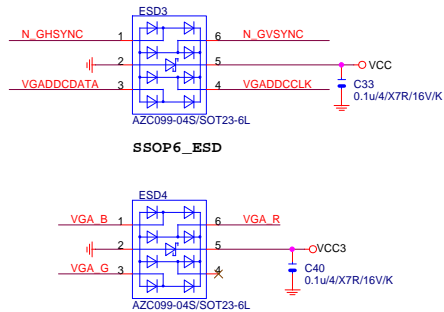 ESD3
N_GHSYNC 1 6 N_GVSYNC
2 5 VCC
VGADDCDATA 3 4 VGADDCCLK
C33
0.1u/4/X7R/16V/K
AZC099-04S/SOT23-6L
SSOP6_ESD
ESD4
VGA_B 1 6 VGA_R
2 5 VCC3
VGA_G 3 4
C40
0.1u/4/X7R/16V/K
AZC099-04S/SOT23-6L